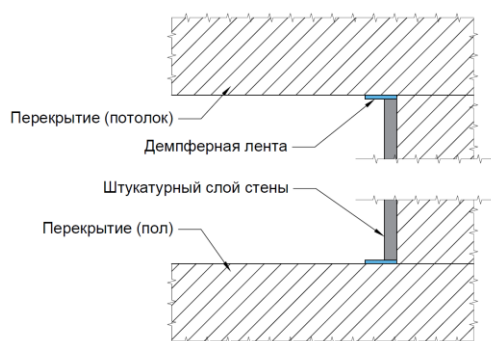 Перекрытие (потолок)
Демпферная лента
Штукатурный слой стены
Перекрытие (пол)